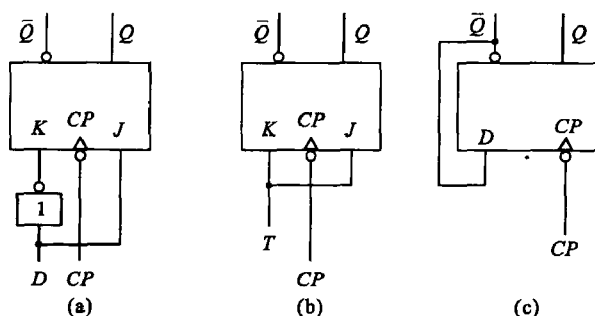 Q̄ Q
K CP J
1
D CP
(a)
Q̄ Q
K CP J
T
CP
(b)
Q̄ Q
D CP
CP
(c)